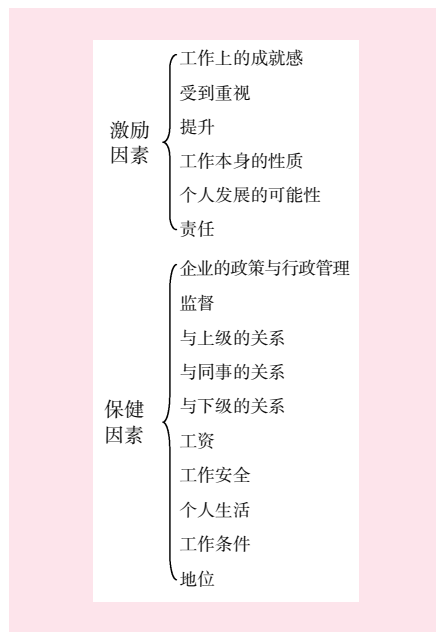 激励
因素
工作上的成就感
受到重视
提升
工作本身的性质
个人发展的可能性
责任
保健
因素
企业的政策与行政管理
监督
与上级的关系
与同事的关系
与下级的关系
工资
工作安全
个人生活
工作条件
地位